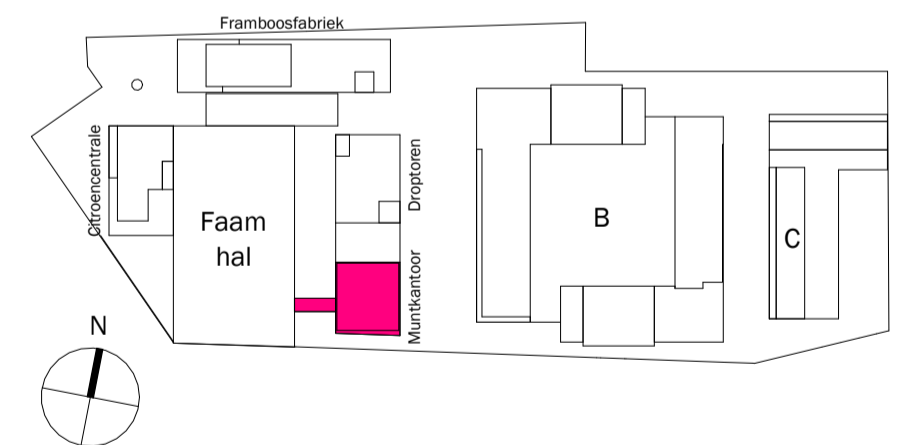 Framboosfabriek
Citroencentrale
Faam
hal
Droptoren
Muntkantoor
B
C
N